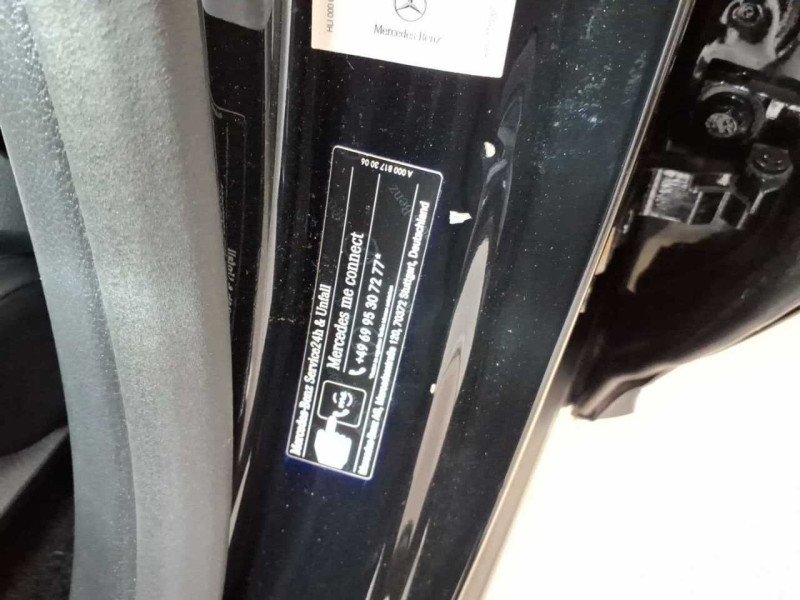 Mercedes Benz
A 000 817 30 06
Mercedes-Benz Service24h & Unfall
Mercedes me connect
+49 69 95 30 72 77*
Mercedes-Benz AG, Mercedesstraße 120, 70372 Stuttgart, Deutschland